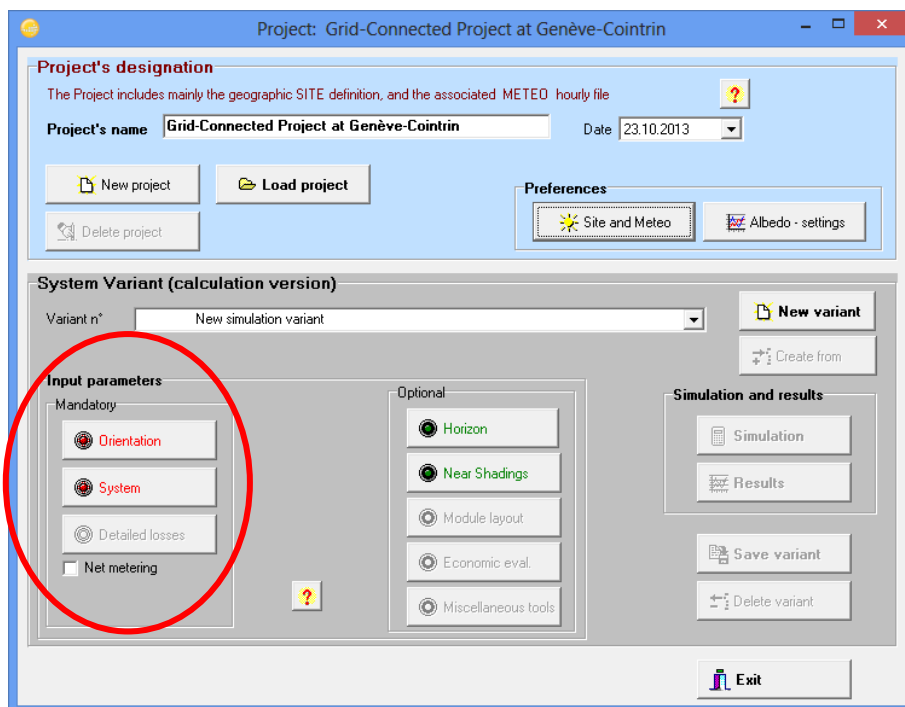 Project: Grid-Connected Project at Genève-Cointrin
Project's designation
The Project includes mainly the geographic SITE definition, and the associated METEO hourly file
?
Project's name
Grid-Connected Project at Genève-Cointrin
Date
23.10.2013
New project
Load project
Delete project
Preferences
Site and Meteo
Albedo - settings
System Variant (calculation version)
Variant n°
New simulation variant
New variant
Create from
Input parameters
Mandatory
Orientation
System
Detailed losses
Net metering
?
Optional
Horizon
Near Shadings
Module layout
Economic eval.
Miscellaneous tools
Simulation and results
Simulation
Results
Save variant
Delete variant
Exit